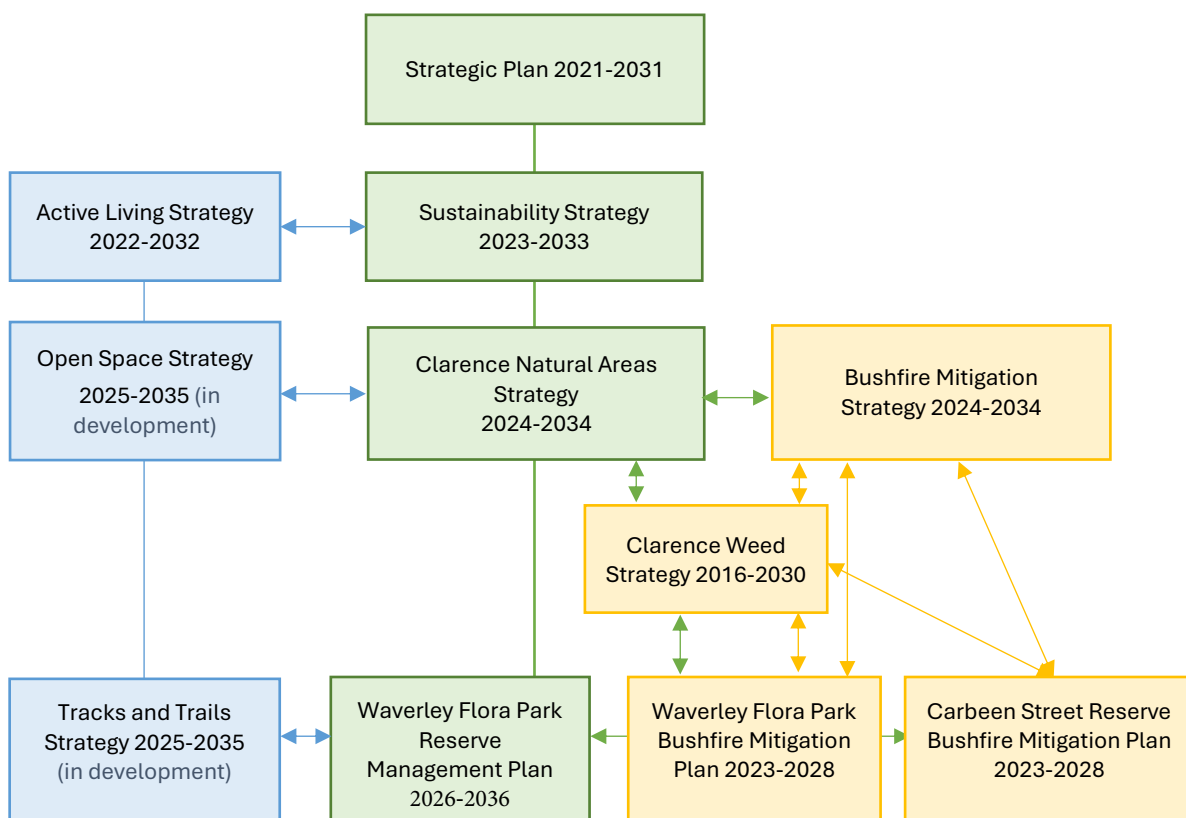 Strategic Plan 2021-2031
Active Living Strategy
2022-2032
Sustainability Strategy
2023-2033
Open Space Strategy
2025-2035 (in
development)
Clarence Natural Areas
Strategy
2024-2034
Bushfire Mitigation
Strategy 2024-2034
Clarence Weed
Strategy 2016-2030
Tracks and Trails
Strategy 2025-2035
(in development)
Waverley Flora Park
Reserve
Management Plan
2026-2036
Waverley Flora Park
Bushfire Mitigation
Plan 2023-2028
Carbeen Street Reserve
Bushfire Mitigation Plan
2023-2028